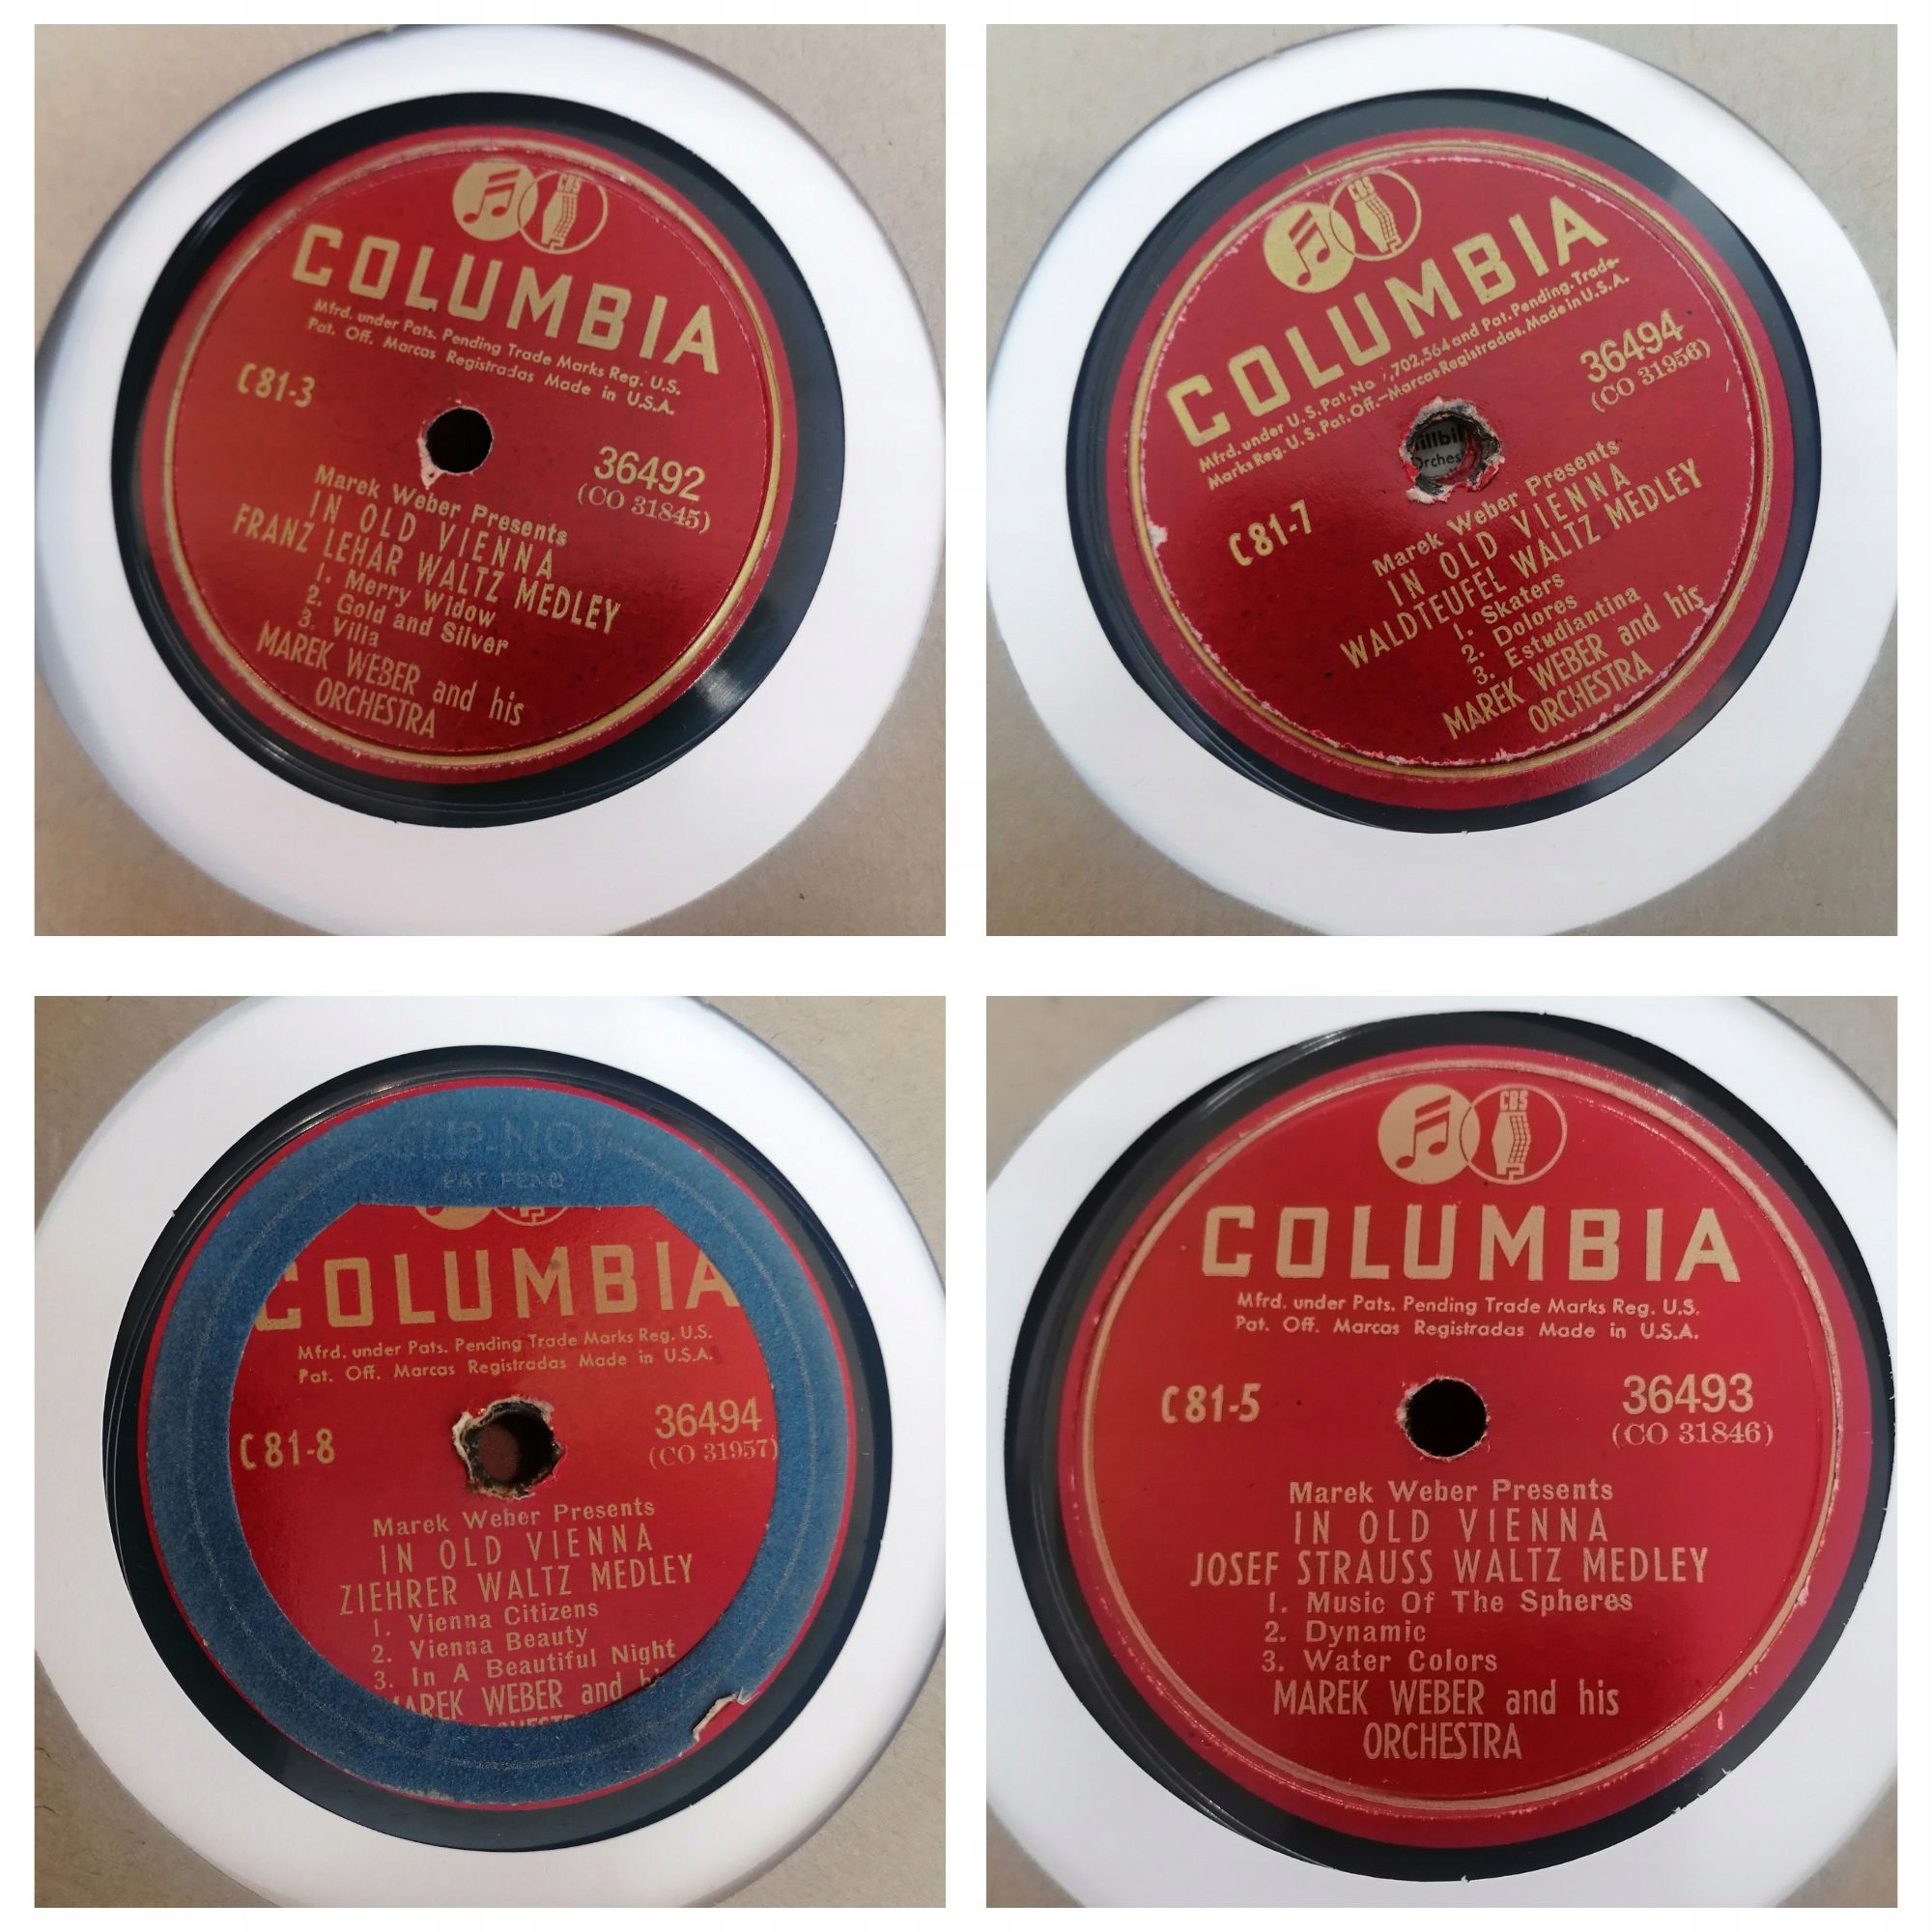 CBS
COLUMBIA
Mfrd. under Pats. Pending Trade Marks Reg. U.S.
Pat. Off. Marcas Registradas Made in U.S.A.
C81-3
36492
(CO 31845)
Marek Weber Presents
IN OLD VIENNA
FRANZ LEHAR WALTZ MEDLEY
1. Merry Widow
2. Gold and Silver
3. Vilia
MAREK WEBER and his
ORCHESTRA
CBS
COLUMBIA
Mfrd. under U. S. Pat. No ,702,564 and Pat. Pending. Trade-
Marks Reg. U. S. Pat. Off.—Marcas Registradas. Made in U. S. A.
36494
(CO 31956)
C81-7
Marek Weber Presents
IN OLD VIENNA
WALDTEUFEL WALTZ MEDLEY
1. Skaters
2. Dolores
3. Estudiantina
MAREK WEBER and his
ORCHESTRA
SLIP-NOT
PAT PEND
COLUMBIA
Mfrd. under Pats. Pending Trade Marks Reg. U.S.
Pat. Off. Marcas Registradas Made in U.S.A.
C81-8
36494
(CO 31957)
Marek Weber Presents
IN OLD VIENNA
ZIEHRER WALTZ MEDLEY
1. Vienna Citizens
2. Vienna Beauty
3. In A Beautiful Night
MAREK WEBER and
CBS
COLUMBIA
Mfrd. under Pats. Pending Trade Marks Reg. U.S.
Pat. Off. Marcas Registradas Made in U.S.A.
C81-5
36493
(CO 31846)
Marek Weber Presents
IN OLD VIENNA
JOSEF STRAUSS WALTZ MEDLEY
1. Music Of The Spheres
2. Dynamic
3. Water Colors
MAREK WEBER and his
ORCHESTRA